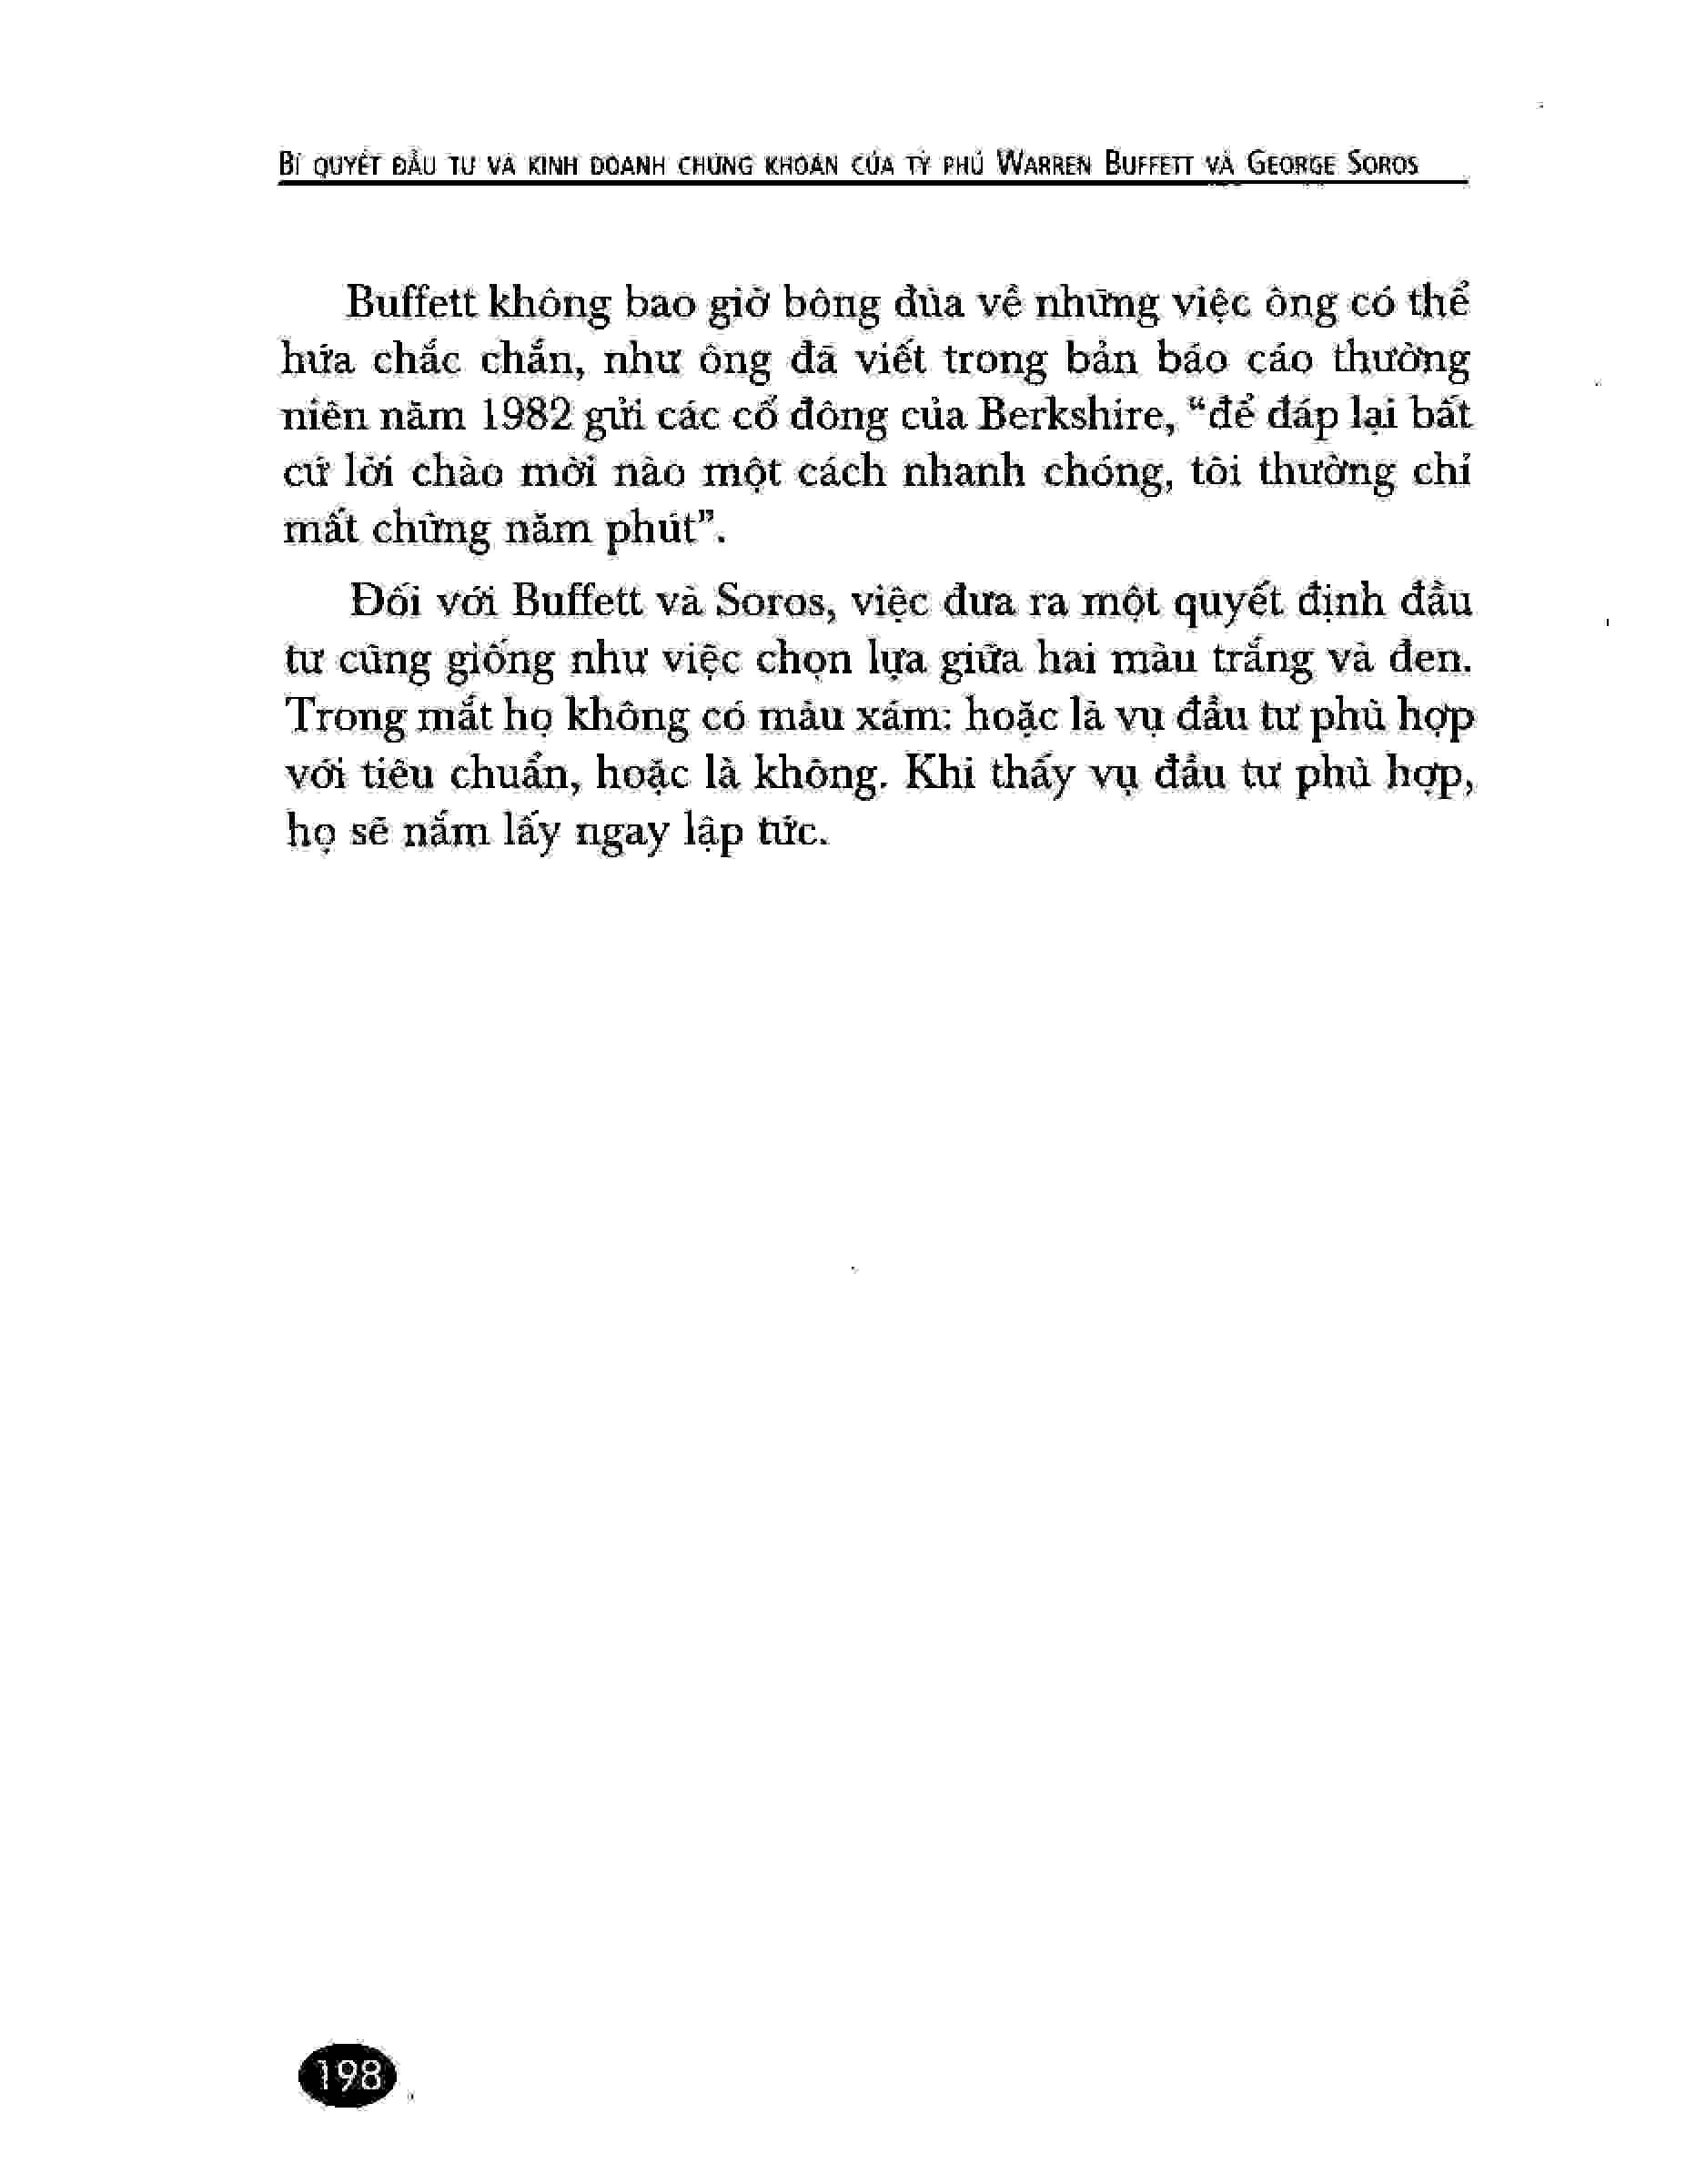 BÍ QUYẾT ĐẦU TƯ VÀ KINH DOANH CHỨNG KHOÁN CỦA TỶ PHÚ WARREN BUFFETT VÀ GEORGE SOROS
Buffett không bao giờ bông đùa về những việc ông có thể
hứa chắc chắn, như ông đã viết trong bản báo cáo thường
niên năm 1982 gửi các cổ đông của Berkshire, “để đáp lại bất
cứ lời chào mời nào một cách nhanh chóng, tôi thường chỉ
mất chừng năm phút”.
Đối với Buffett và Soros, việc đưa ra một quyết định đầu
tư cũng giống như việc chọn lựa giữa hai màu trắng và đen.
Trong mắt họ không có màu xám: hoặc là vụ đầu tư phù hợp
với tiêu chuẩn, hoặc là không. Khi thấy vụ đầu tư phù hợp,
họ sẽ nắm lấy ngay lập tức.
198